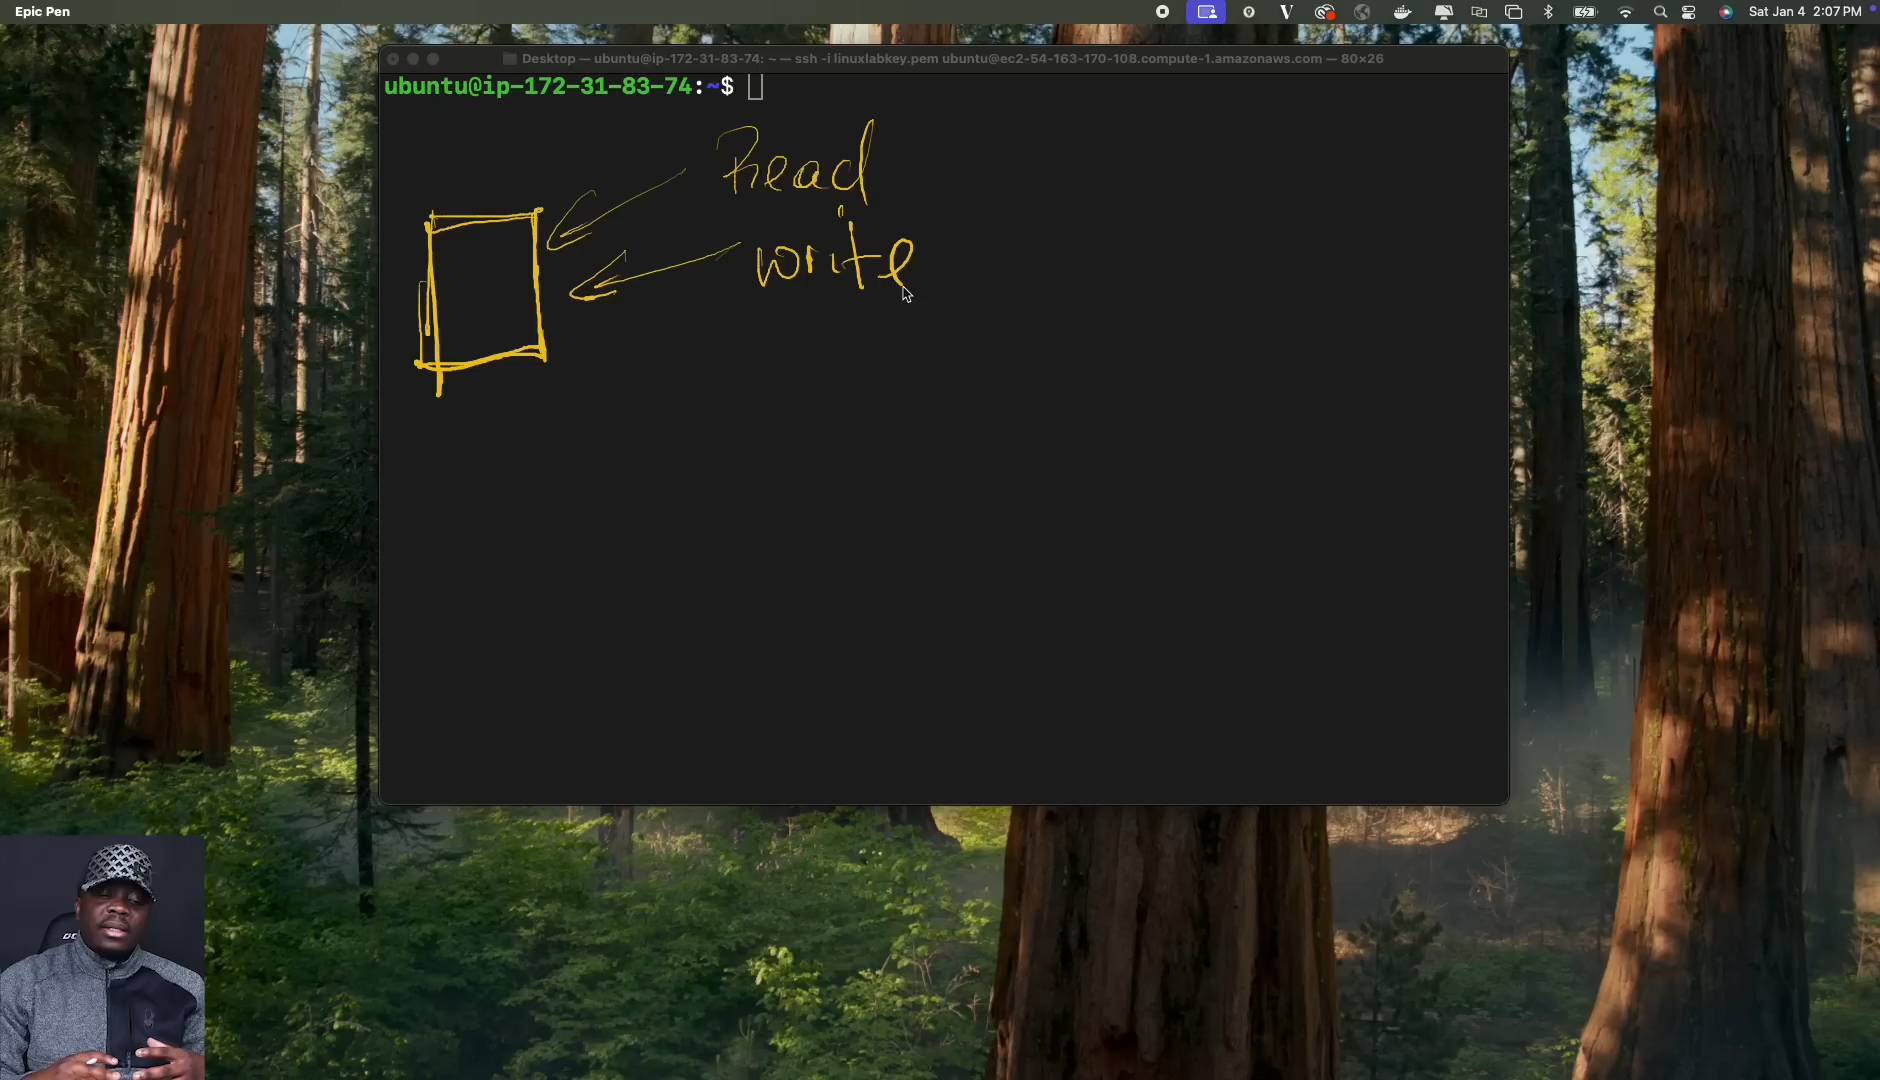 Epic Pen
Sat Jan 4 2:07 PM
Desktop — ubuntu@ip-172-31-83-74: ~ — ssh -i linuxlabkey.pem ubuntu@ec2-54-163-170-108.compute-1.amazonaws.com — 80×26
ubuntu@ip-172-31-83-74:~$
Read
write